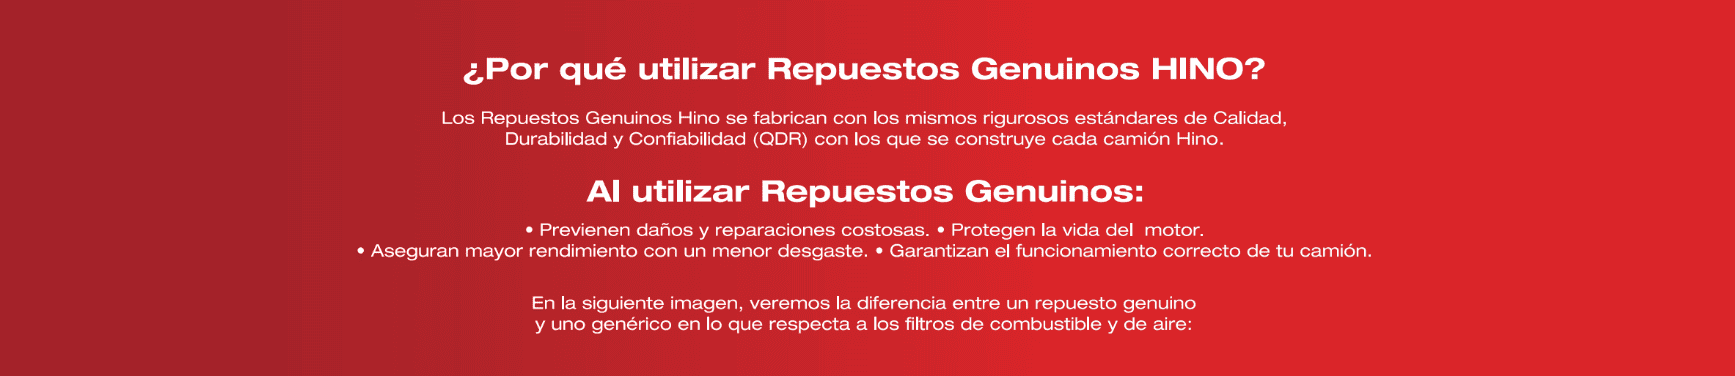 ¿Por qué utilizar Repuestos Genuinos HINO?
Los Repuestos Genuinos Hino se fabrican con los mismos rigurosos estándares de Calidad,
Durabilidad y Confiabilidad (QDR) con los que se construye cada camión Hino.
Al utilizar Repuestos Genuinos:
• Previenen daños y reparaciones costosas. • Protegen la vida del motor.
• Aseguran mayor rendimiento con un menor desgaste. • Garantizan el funcionamiento correcto de tu camión.
En la siguiente imagen, veremos la diferencia entre un repuesto genuino
y uno genérico en lo que respecta a los filtros de combustible y de aire: